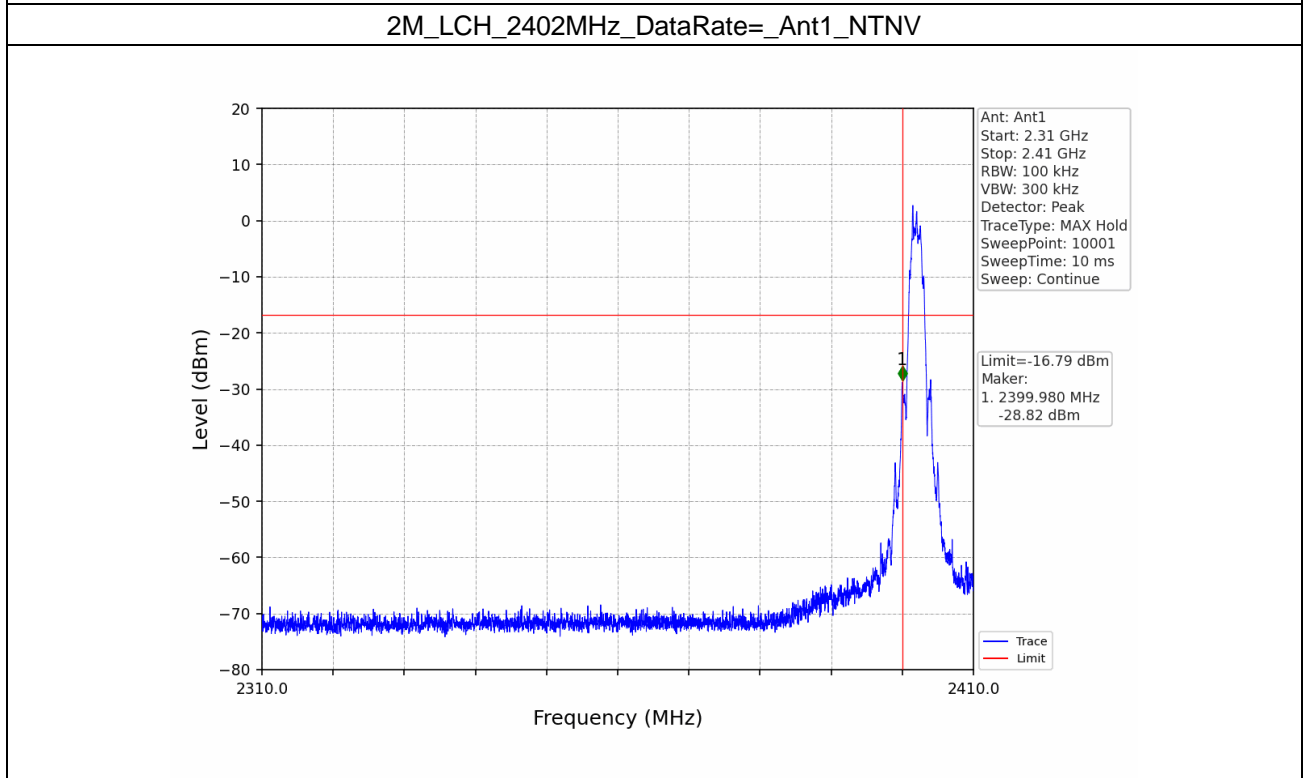 2M_LCH_2402MHz_DataRate=_Ant1_NTNV
20
10
0
−10
−20
−30
−40
−50
−60
−70
−80
Level (dBm)
1
2310.0
2410.0
Frequency (MHz)
Ant: Ant1
Start: 2.31 GHz
Stop: 2.41 GHz
RBW: 100 kHz
VBW: 300 kHz
Detector: Peak
TraceType: MAX Hold
SweepPoint: 10001
SweepTime: 10 ms
Sweep: Continue
Limit=-16.79 dBm
Maker:
1. 2399.980 MHz
-28.82 dBm
Trace
Limit